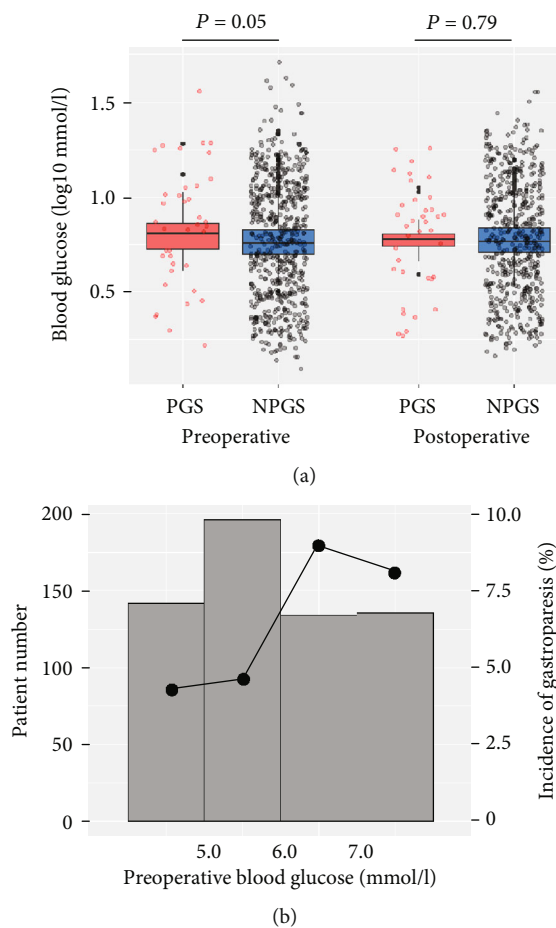 P = 0.05
P = 0.79
Blood glucose (log10 mmol/l)
1.5
1.0
0.5
PGS
NPGS
PGS
NPGS
Preoperative
Postoperative
(a)
Patient number
200
150
100
50
0
10.0
7.5
5.0
2.5
0
Incidence of gastroparesis (%)
5.0
6.0
7.0
Preoperative blood glucose (mmol/l)
(b)